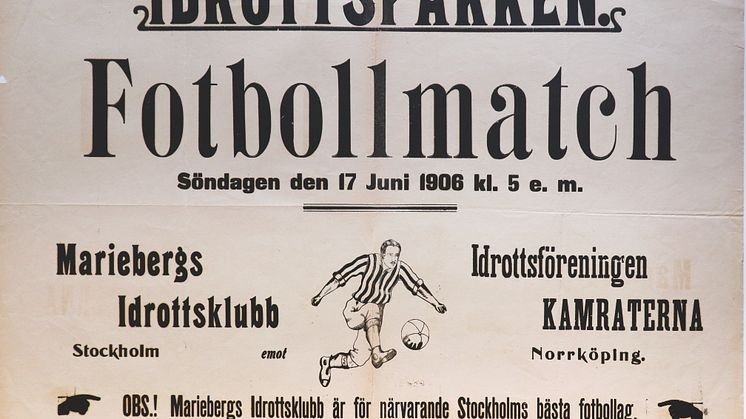 IDROTTSPARKEN.
Fotbollmatch
Söndagen den 17 Juni 1906 kl. 5 e. m.
Mariebergs
Idrottsklubb
Stockholm
emot
Idrottsföreningen
KAMRATERNA
Norrköping.
OBS.! Mariebergs Idrottsklubb är för närvarande Stockholms bästa fotbollag.